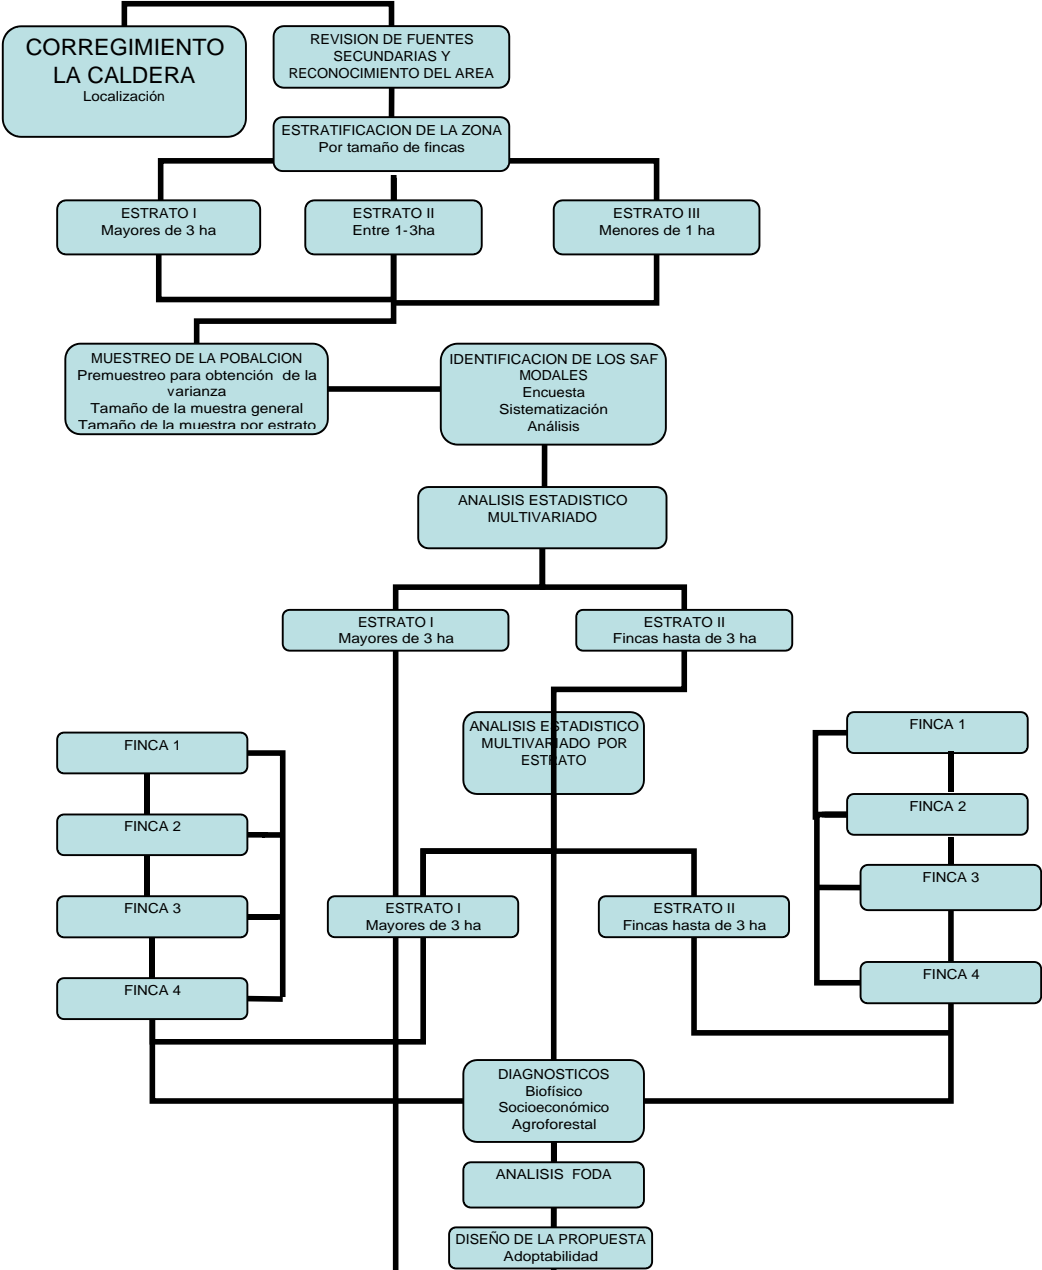 CORREGIMIENTO
LA CALDERA
Localización
REVISION DE FUENTES
SECUNDARIAS Y
RECONOCIMIENTO DEL AREA
ESTRATIFICACION DE LA ZONA
Por tamaño de fincas
ESTRATO I
Mayores de 3 ha
ESTRATO II
Entre 1-3ha
ESTRATO III
Menores de 1 ha
MUESTREO DE LA POBALCION
Premuestreo para obtención de la
varianza
Tamaño de la muestra general
Tamaño de la muestra por estrato
IDENTIFICACION DE LOS SAF
MODALES
Encuesta
Sistematización
Análisis
ANALISIS ESTADISTICO
MULTIVARIADO
ESTRATO I
Mayores de 3 ha
ESTRATO II
Fincas hasta de 3 ha
ANALISIS ESTADISTICO
MULTIVARIADO POR
ESTRATO
FINCA 1
FINCA 2
FINCA 3
FINCA 4
FINCA 1
FINCA 2
FINCA 3
FINCA 4
ESTRATO I
Mayores de 3 ha
ESTRATO II
Fincas hasta de 3 ha
DIAGNOSTICOS
Biofísico
Socioeconómico
Agroforestal
ANALISIS FODA
DISEÑO DE LA PROPUESTA
Adoptabilidad